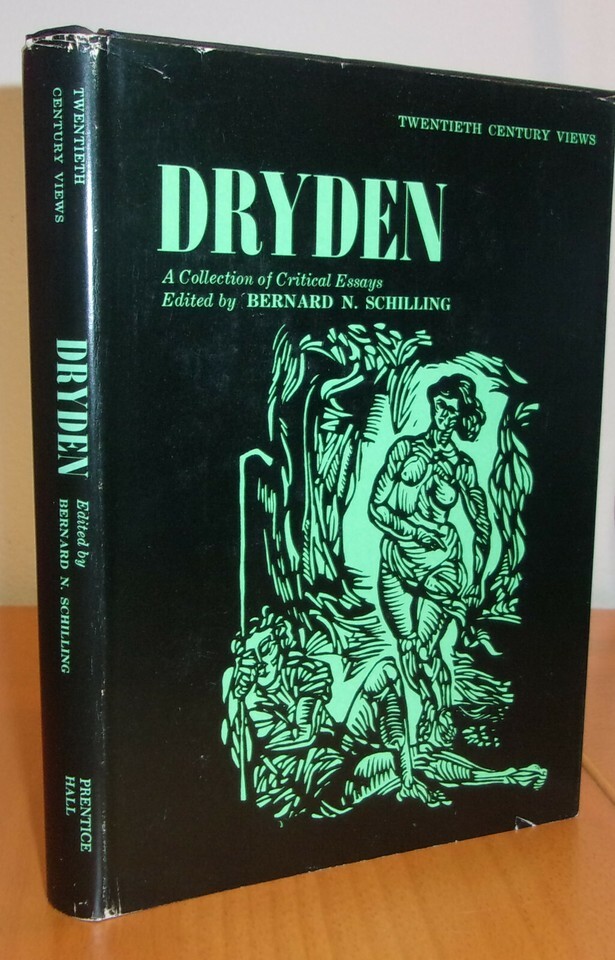 TWENTIETH
CENTURY VIEWS
DRYDEN
Edited by
BERNARD N. SCHILLING
PRENTICE
HALL
TWENTIETH CENTURY VIEWS
DRYDEN
A Collection of Critical Essays
Edited by BERNARD N. SCHILLING